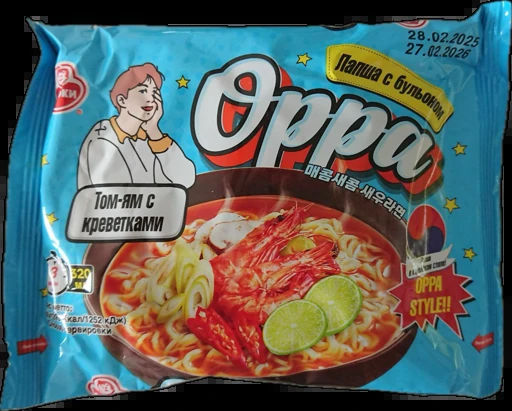 28.02.2025
27.02.2026
Лапша с бульоном
Oppa
매콤새콤 새우라면
Том-ям с
креветками
320
OPPA
STYLE!!